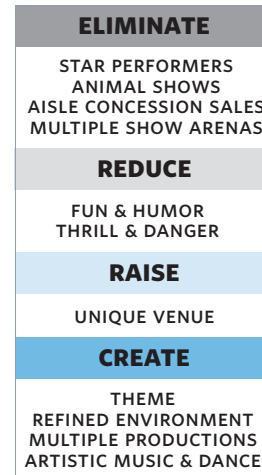 ELIMINATE
STAR PERFORMERS
ANIMAL SHOWS
AISLE CONCESSION SALES
MULTIPLE SHOW ARENAS
REDUCE
FUN & HUMOR
THRILL & DANGER
RAISE
UNIQUE VENUE
CREATE
THEME
REFINED ENVIRONMENT
MULTIPLE PRODUCTIONS
ARTISTIC MUSIC & DANCE